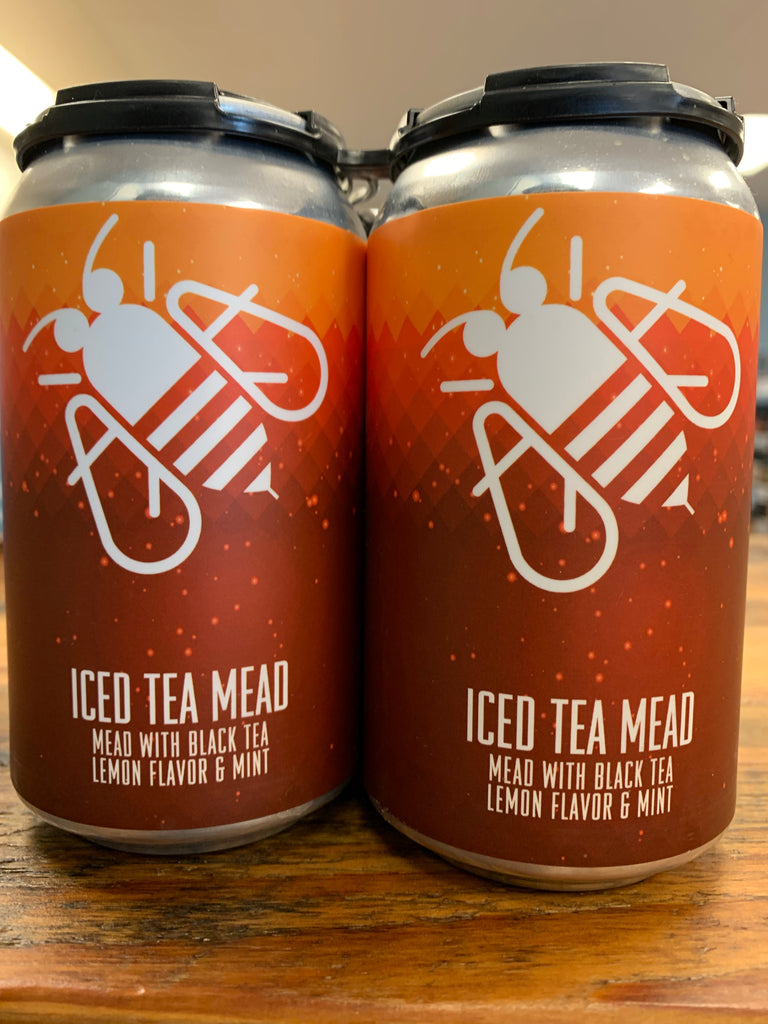 ICED TEA MEAD
MEAD WITH BLACK TEA
LEMON FLAVOR & MINT
ICED TEA MEAD
MEAD WITH BLACK TEA
LEMON FLAVOR & MINT